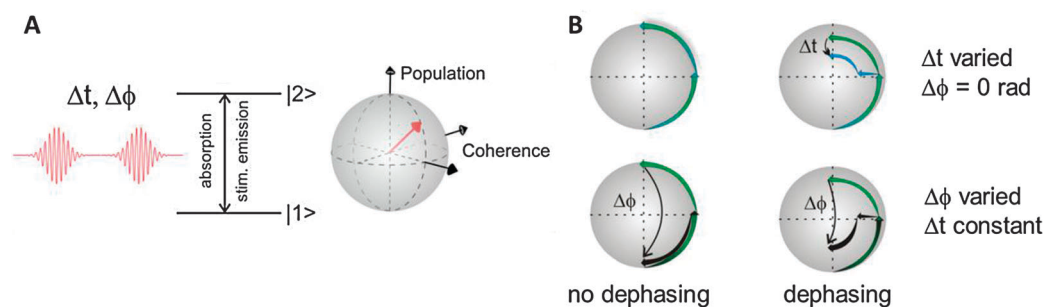 A
Δt, Δϕ
|2>
absorption
stim. emission
|1>
Population
Coherence
B
Δt
Δt varied
Δϕ = 0 rad
Δϕ
Δϕ
Δϕ varied
Δt constant
no dephasing
dephasing